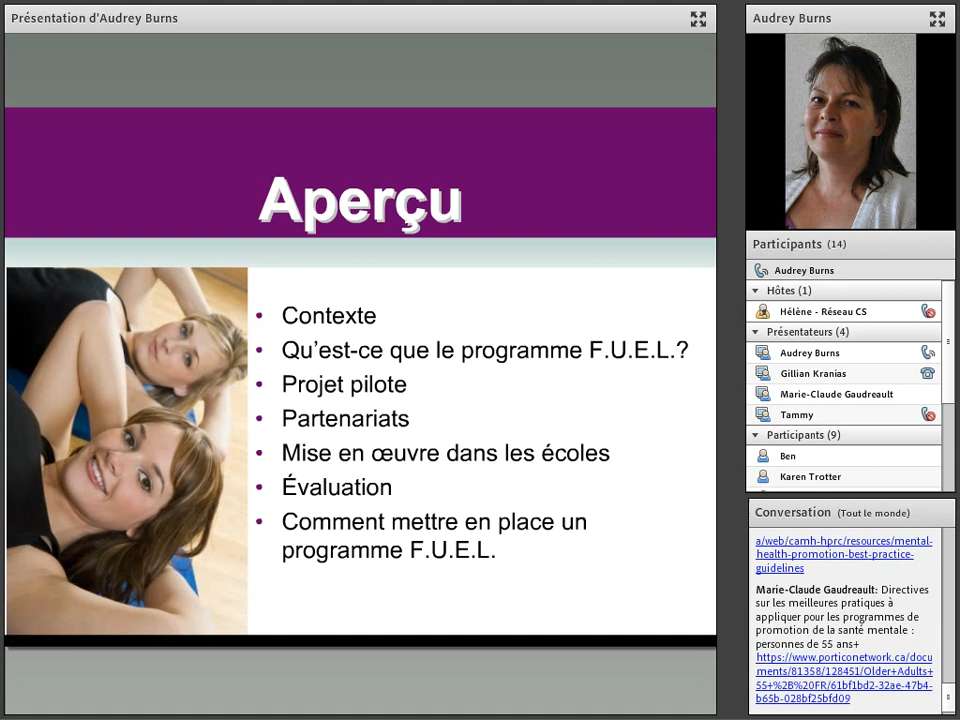 Présentation d'Audrey Burns
Aperçu
• Contexte
• Qu'est-ce que le programme F.U.E.L.?
• Projet pilote
• Partenariats
• Mise en œuvre dans les écoles
• Évaluation
• Comment mettre en place un
programme F.U.E.L.
Audrey Burns
Participants (14)
Audrey Burns
Hôtes (1)
Hélène - Réseau CS
Présentateurs (4)
Audrey Burns
Gillian Kranias
Marie-Claude Gaudreault
Tammy
Participants (9)
Ben
Karen Trotter
Conversation (Tout le monde)
a/web/camh-hprc/resources/mental-
health-promotion-best-practice-
guidelines
Marie-Claude Gaudreault: Directives
sur les meilleures pratiques à
appliquer pour les programmes de
promotion de la santé mentale :
personnes de 55 ans+
https://www.porticonetwork.ca/docu
ments/81358/128451/Older+Adults+
55+%2B%20FR/61bf1bd2-32ae-47b4-
b65b-028bf25bfd09